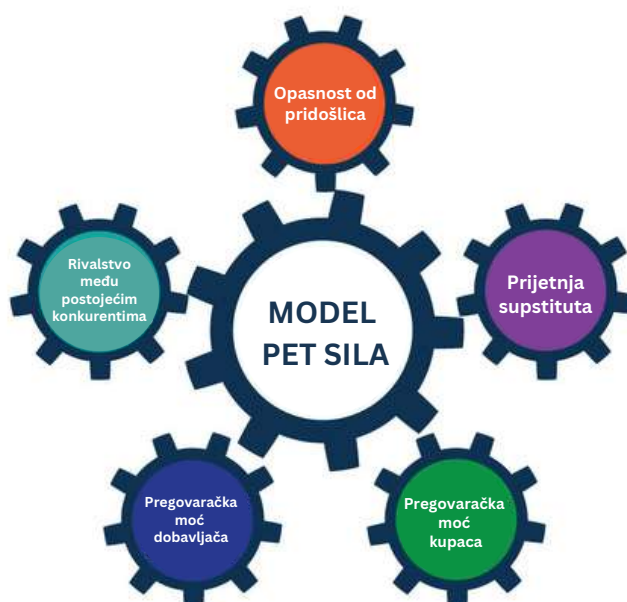 Opasnost od
pridošlica
Rivalstvo
među
postojećim
konkurentima
MODEL
PET SILA
Prijetnja
supstituta
Pregovaračka
moć
dobavljača
Pregovaračka
moć
kupaca